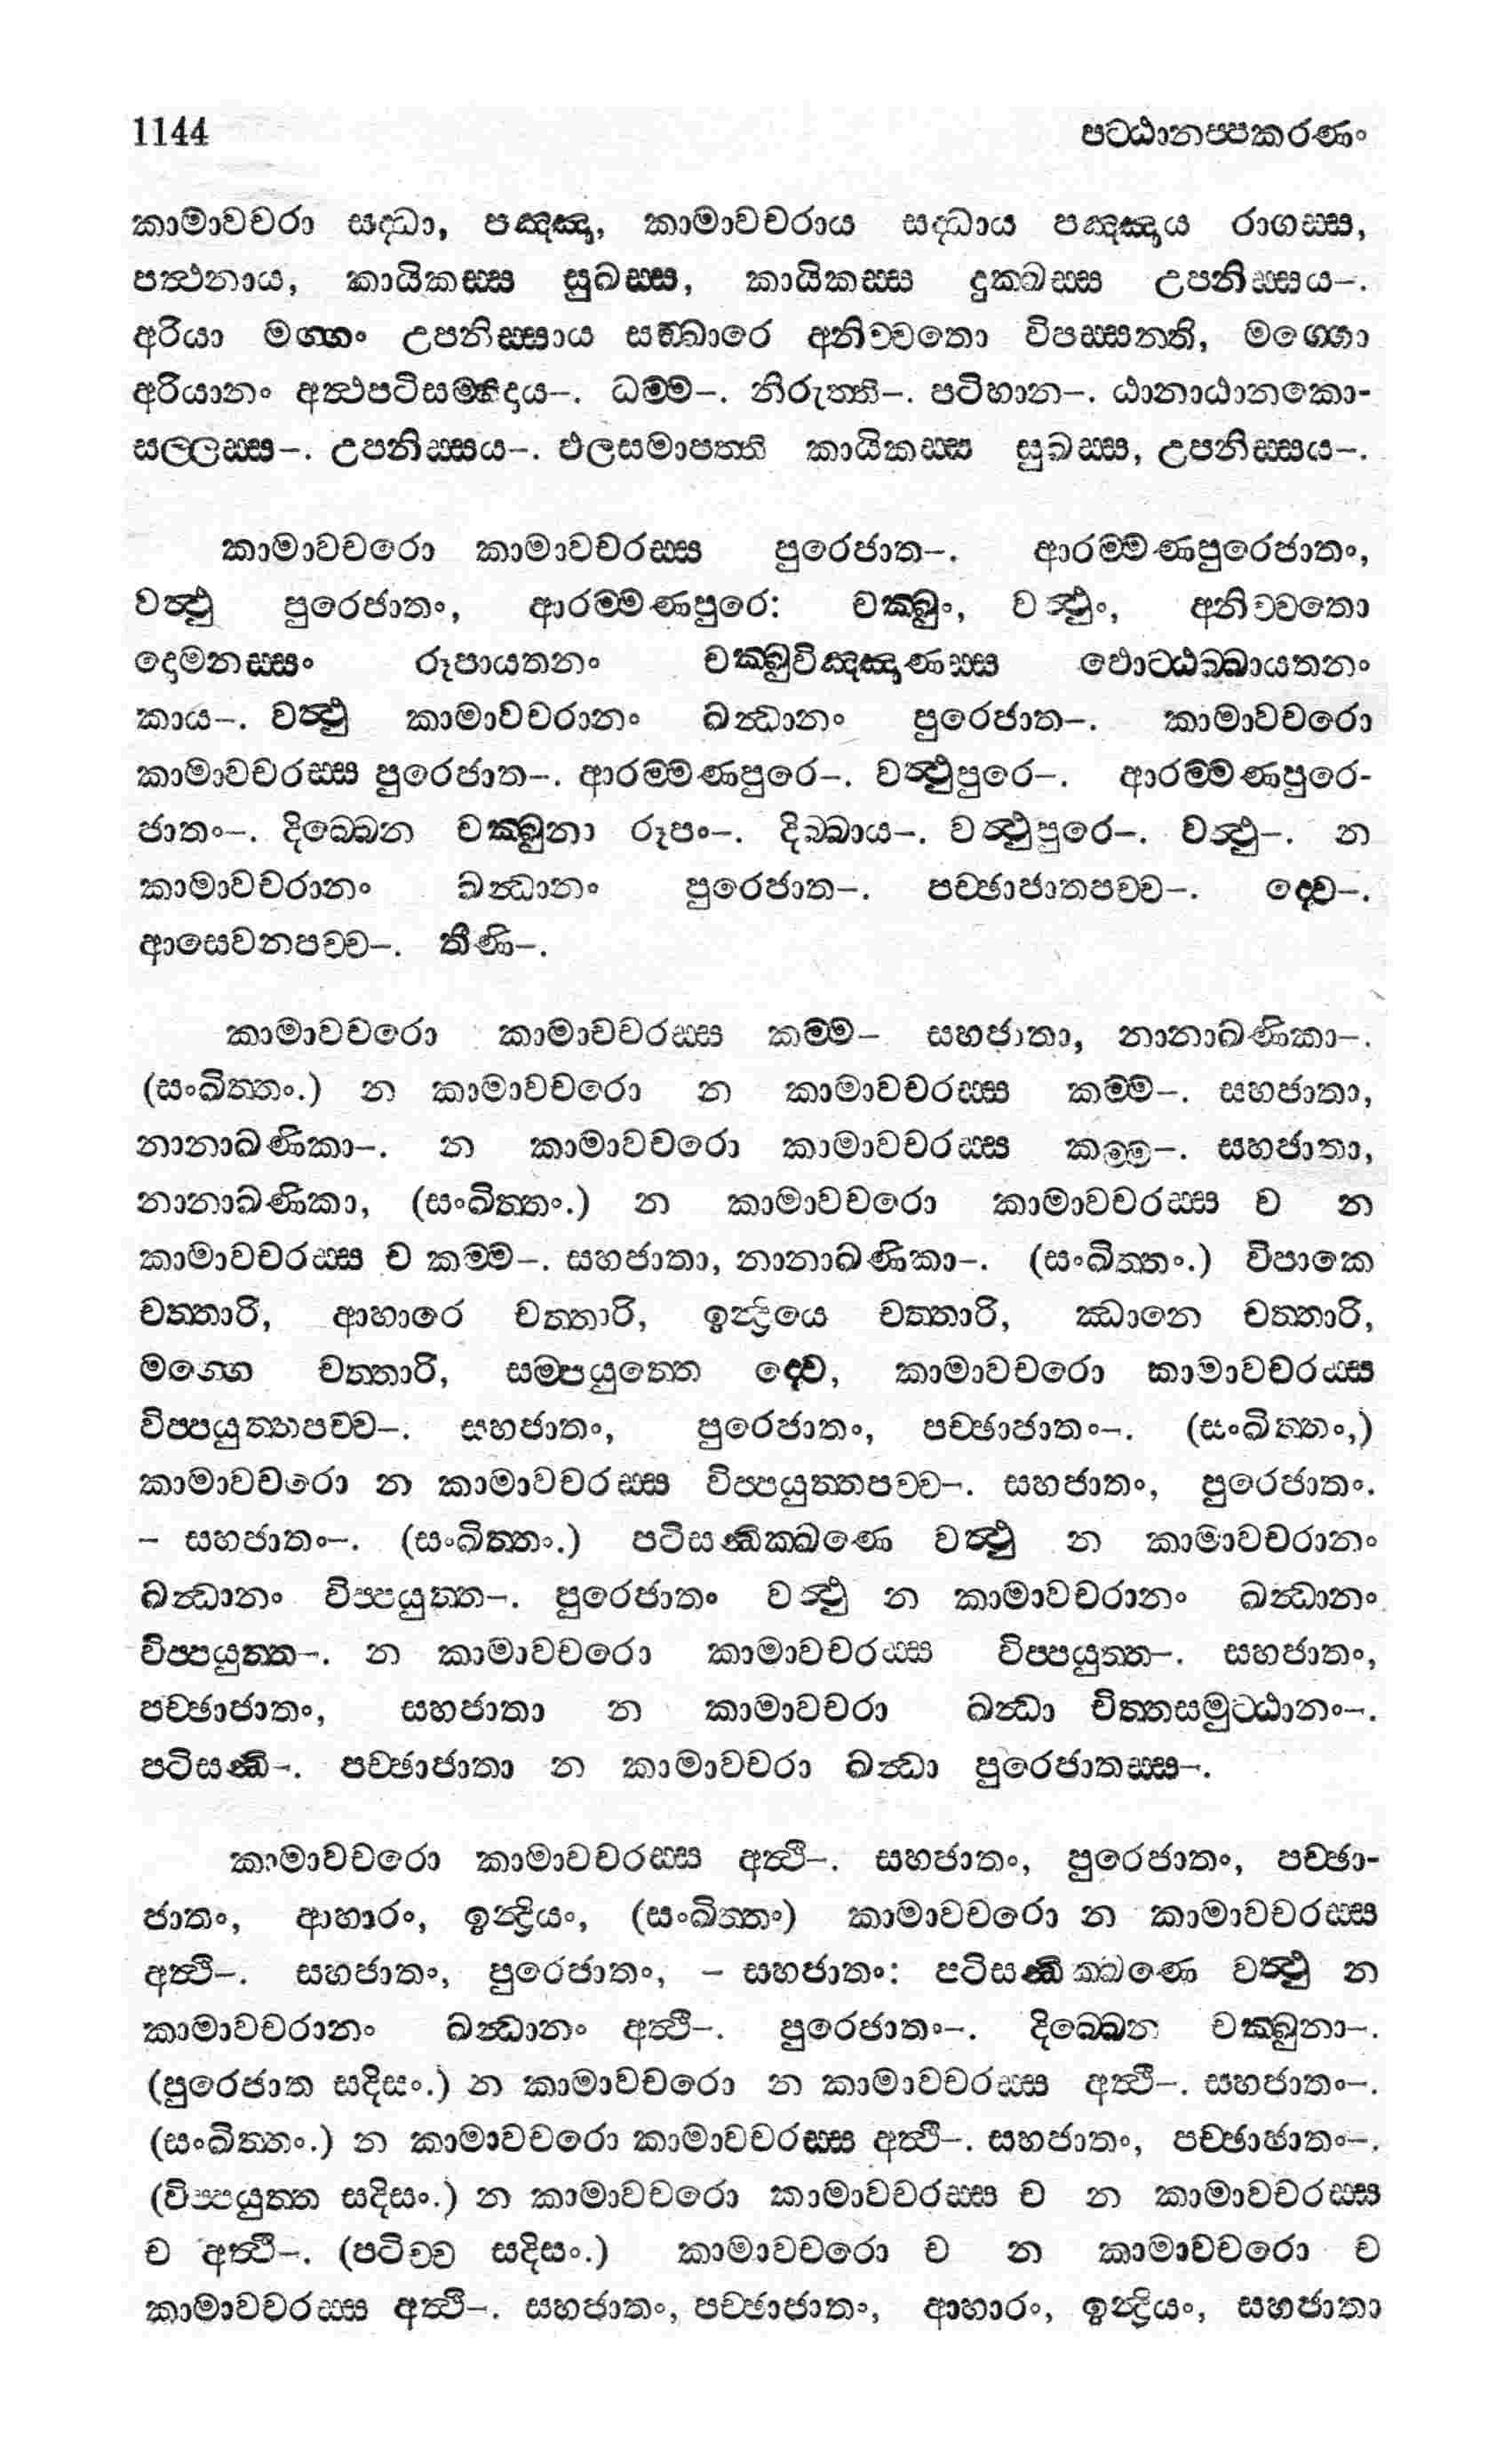 1144 පට්ඨානප්පකරණං
කාමාවචරා සද්ධා, පඤ්ඤා, කාමාවචරාය සද්ධාය පඤ්ඤාය රාගස්ස,
පත්ථනාය, කායිකස්ස සුඛස්ස, කායිකස්ස දුක්ඛස්ස උපනිස්සය–.
අරියා මග්ගං උපනිස්සාය සඞ්ඛාරෙ අනිච්චතො විපස්සන්ති, මග්ගො
අරියානං අත්ථපටිසම්භිදාය–. ධම්ම–. නිරුත්ති–. පටිභාන–. ඨානාඨානකො-
සල්ලස්ස–. උපනිස්සය–. ඵලසමාපත්ති කායිකස්ස සුඛස්ස, උපනිස්සය–.
කාමාවචරො කාමාවචරස්ස පුරෙජාත–. ආරම්මණපුරෙජාතං,
වත්ථු පුරෙජාතං, ආරම්මණපුරෙ: චක්ඛුං, වත්ථුං, අනිච්චතො
දොමනස්සං රූපායතනං චක්ඛුවිඤ්ඤාණස්ස ඵොට්ඨබ්බායතනං
කාය–. වත්ථු කාමාවචරානං ඛන්ධානං පුරෙජාත–. කාමාවචරො
කාමාවචරස්ස පුරෙජාත–. ආරම්මණපුරෙ–. වත්ථුපුරෙ–. ආරම්මණපුරෙ-
ජාතං–. දිබ්බෙන චක්ඛුනා රූපං–. දිබ්බාය–. වත්ථුපුරෙ–. වත්ථු–. න
කාමාවචරානං ඛන්ධානං පුරෙජාත–. පච්ඡාජාතපච්ච–. ද්වෙ–.
ආසෙවනපච්ච–. තීණි–.
කාමාවචරො කාමාවචරස්ස කම්ම– සහජාතා, නානාඛණිකා–.
(සංඛිත්තං.) න කාමාවචරො න කාමාවචරස්ස කම්ම–. සහජාතා,
නානාඛණිකා–. න කාමාවචරො කාමාවචරස්ස කම්ම–. සහජාතා,
නානාඛණිකා, (සංඛිත්තං.) න කාමාවචරො කාමාවචරස්ස ච න
කාමාවචරස්ස ච කම්ම–. සහජාතා, නානාඛණිකා–. (සංඛිත්තං.) විපාකෙ
චත්තාරි, ආහාරෙ චත්තාරි, ඉන්ද්‍රියෙ චත්තාරි, ඣානෙ චත්තාරි,
මග්ගෙ චත්තාරි, සම්පයුත්තෙ ද්වෙ, කාමාවචරො කාමාවචරස්ස
විප්පයුත්තපච්ච–. සහජාතං, පුරෙජාතං, පච්ඡාජාතං–. (සංඛිත්තං,)
කාමාවචරො න කාමාවචරස්ස විප්පයුත්තපච්ච–. සහජාතං, පුරෙජාතං.
– සහජාතං–. (සංඛිත්තං.) පටිසන්ධික්ඛණෙ වත්ථු න කාමාවචරානං
ඛන්ධානං විප්පයුත්ත–. පුරෙජාතං වත්ථු න කාමාවචරානං ඛන්ධානං
විප්පයුත්ත–. න කාමාවචරො කාමාවචරස්ස විප්පයුත්ත–. සහජාතං,
පච්ඡාජාතං, සහජාතා න කාමාවචරා ඛන්ධා චිත්තසමුට්ඨානං–.
පටිසන්ධි–. පච්ඡාජාතා න කාමාවචරා ඛන්ධා පුරෙජාතස්ස–.
කාමාවචරො කාමාවචරස්ස අත්ථි–. සහජාතං, පුරෙජාතං, පච්ඡා-
ජාතං, ආහාරං, ඉන්ද්‍රියං, (සංඛිත්තං) කාමාවචරො න කාමාවචරස්ස
අත්ථි–. සහජාතං, පුරෙජාතං, – සහජාතං: පටිසන්ධික්ඛණෙ වත්ථු න
කාමාවචරානං ඛන්ධානං අත්ථි–. පුරෙජාතං–. දිබ්බෙන චක්ඛුනා–.
(පුරෙජාත සදිසං.) න කාමාවචරො න කාමාවචරස්ස අත්ථි–. සහජාතං–.
(සංඛිත්තං.) න කාමාවචරො කාමාවචරස්ස අත්ථි–. සහජාතං, පච්ඡාජාතං–.
(විප්පයුත්ත සදිසං.) න කාමාවචරො කාමාවචරස්ස ච න කාමාවචරස්ස
ච අත්ථි–. (පටිච්ච සදිසං.) කාමාවචරො ච න කාමාවචරො ච
කාමාවචරස්ස අත්ථි–. සහජාතං, පච්ඡාජාතං, ආහාරං, ඉන්ද්‍රියං, සහජාතා